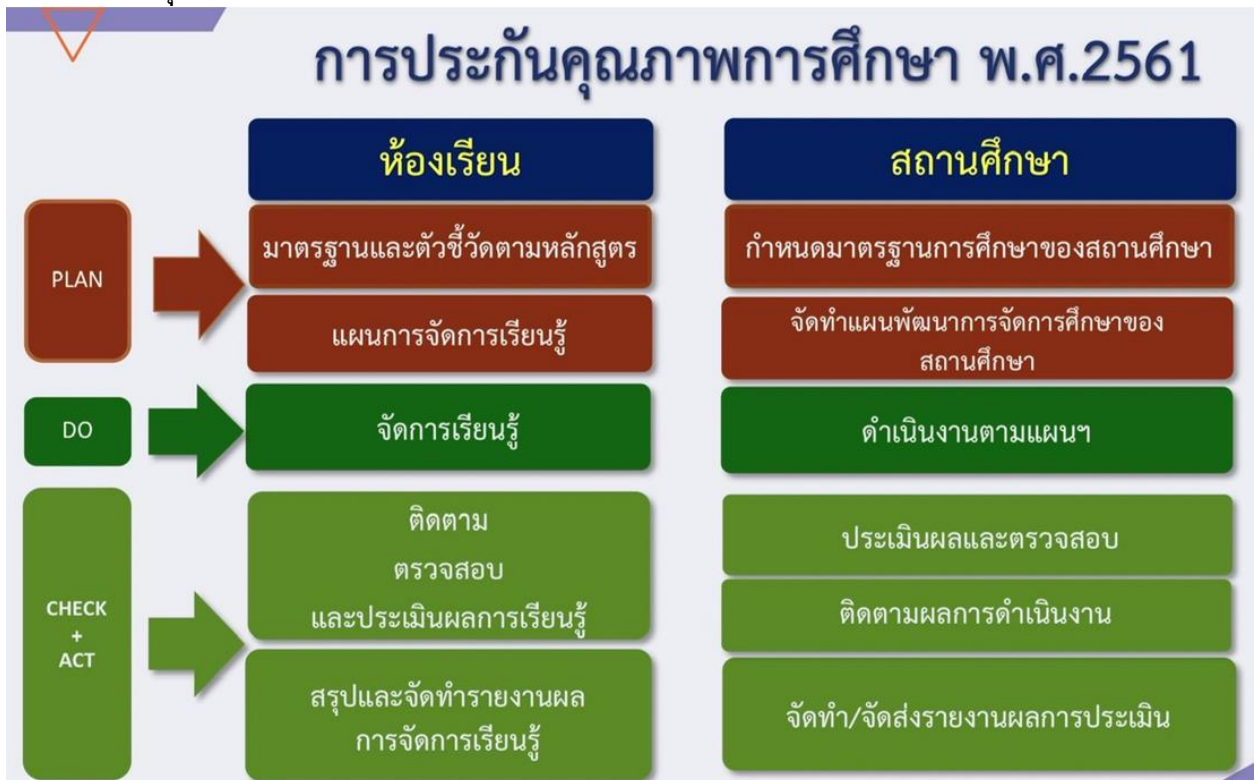 การประกันคุณภาพการศึกษา พ.ศ.2561
ห้องเรียน
สถานศึกษา
PLAN
มาตรฐานและตัวชี้วัดตามหลักสูตร
กำหนดมาตรฐานการศึกษาของสถานศึกษา
แผนการจัดการเรียนรู้
จัดทำแผนพัฒนาการจัดการศึกษาของ
สถานศึกษา
DO
จัดการเรียนรู้
ดำเนินงานตามแผนฯ
CHECK
+
ACT
ติดตาม
ตรวจสอบ
และประเมินผลการเรียนรู้
ประเมินผลและตรวจสอบ
ติดตามผลการดำเนินงาน
สรุปและจัดทำรายงานผล
การจัดการเรียนรู้
จัดทำ/จัดส่งรายงานผลการประเมิน